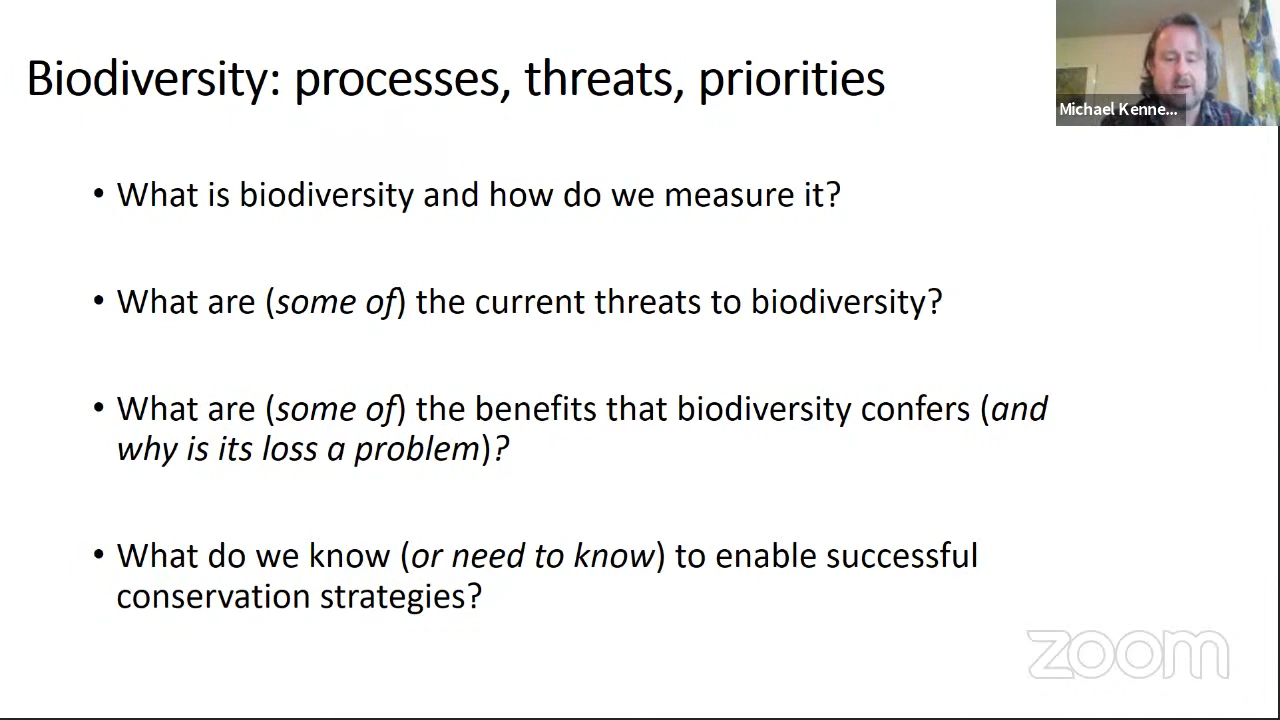 Biodiversity: processes, threats, priorities
Michael Kenne...
• What is biodiversity and how do we measure it?
• What are (some of) the current threats to biodiversity?
• What are (some of) the benefits that biodiversity confers (and
why is its loss a problem)?
• What do we know (or need to know) to enable successful
conservation strategies?
zoom